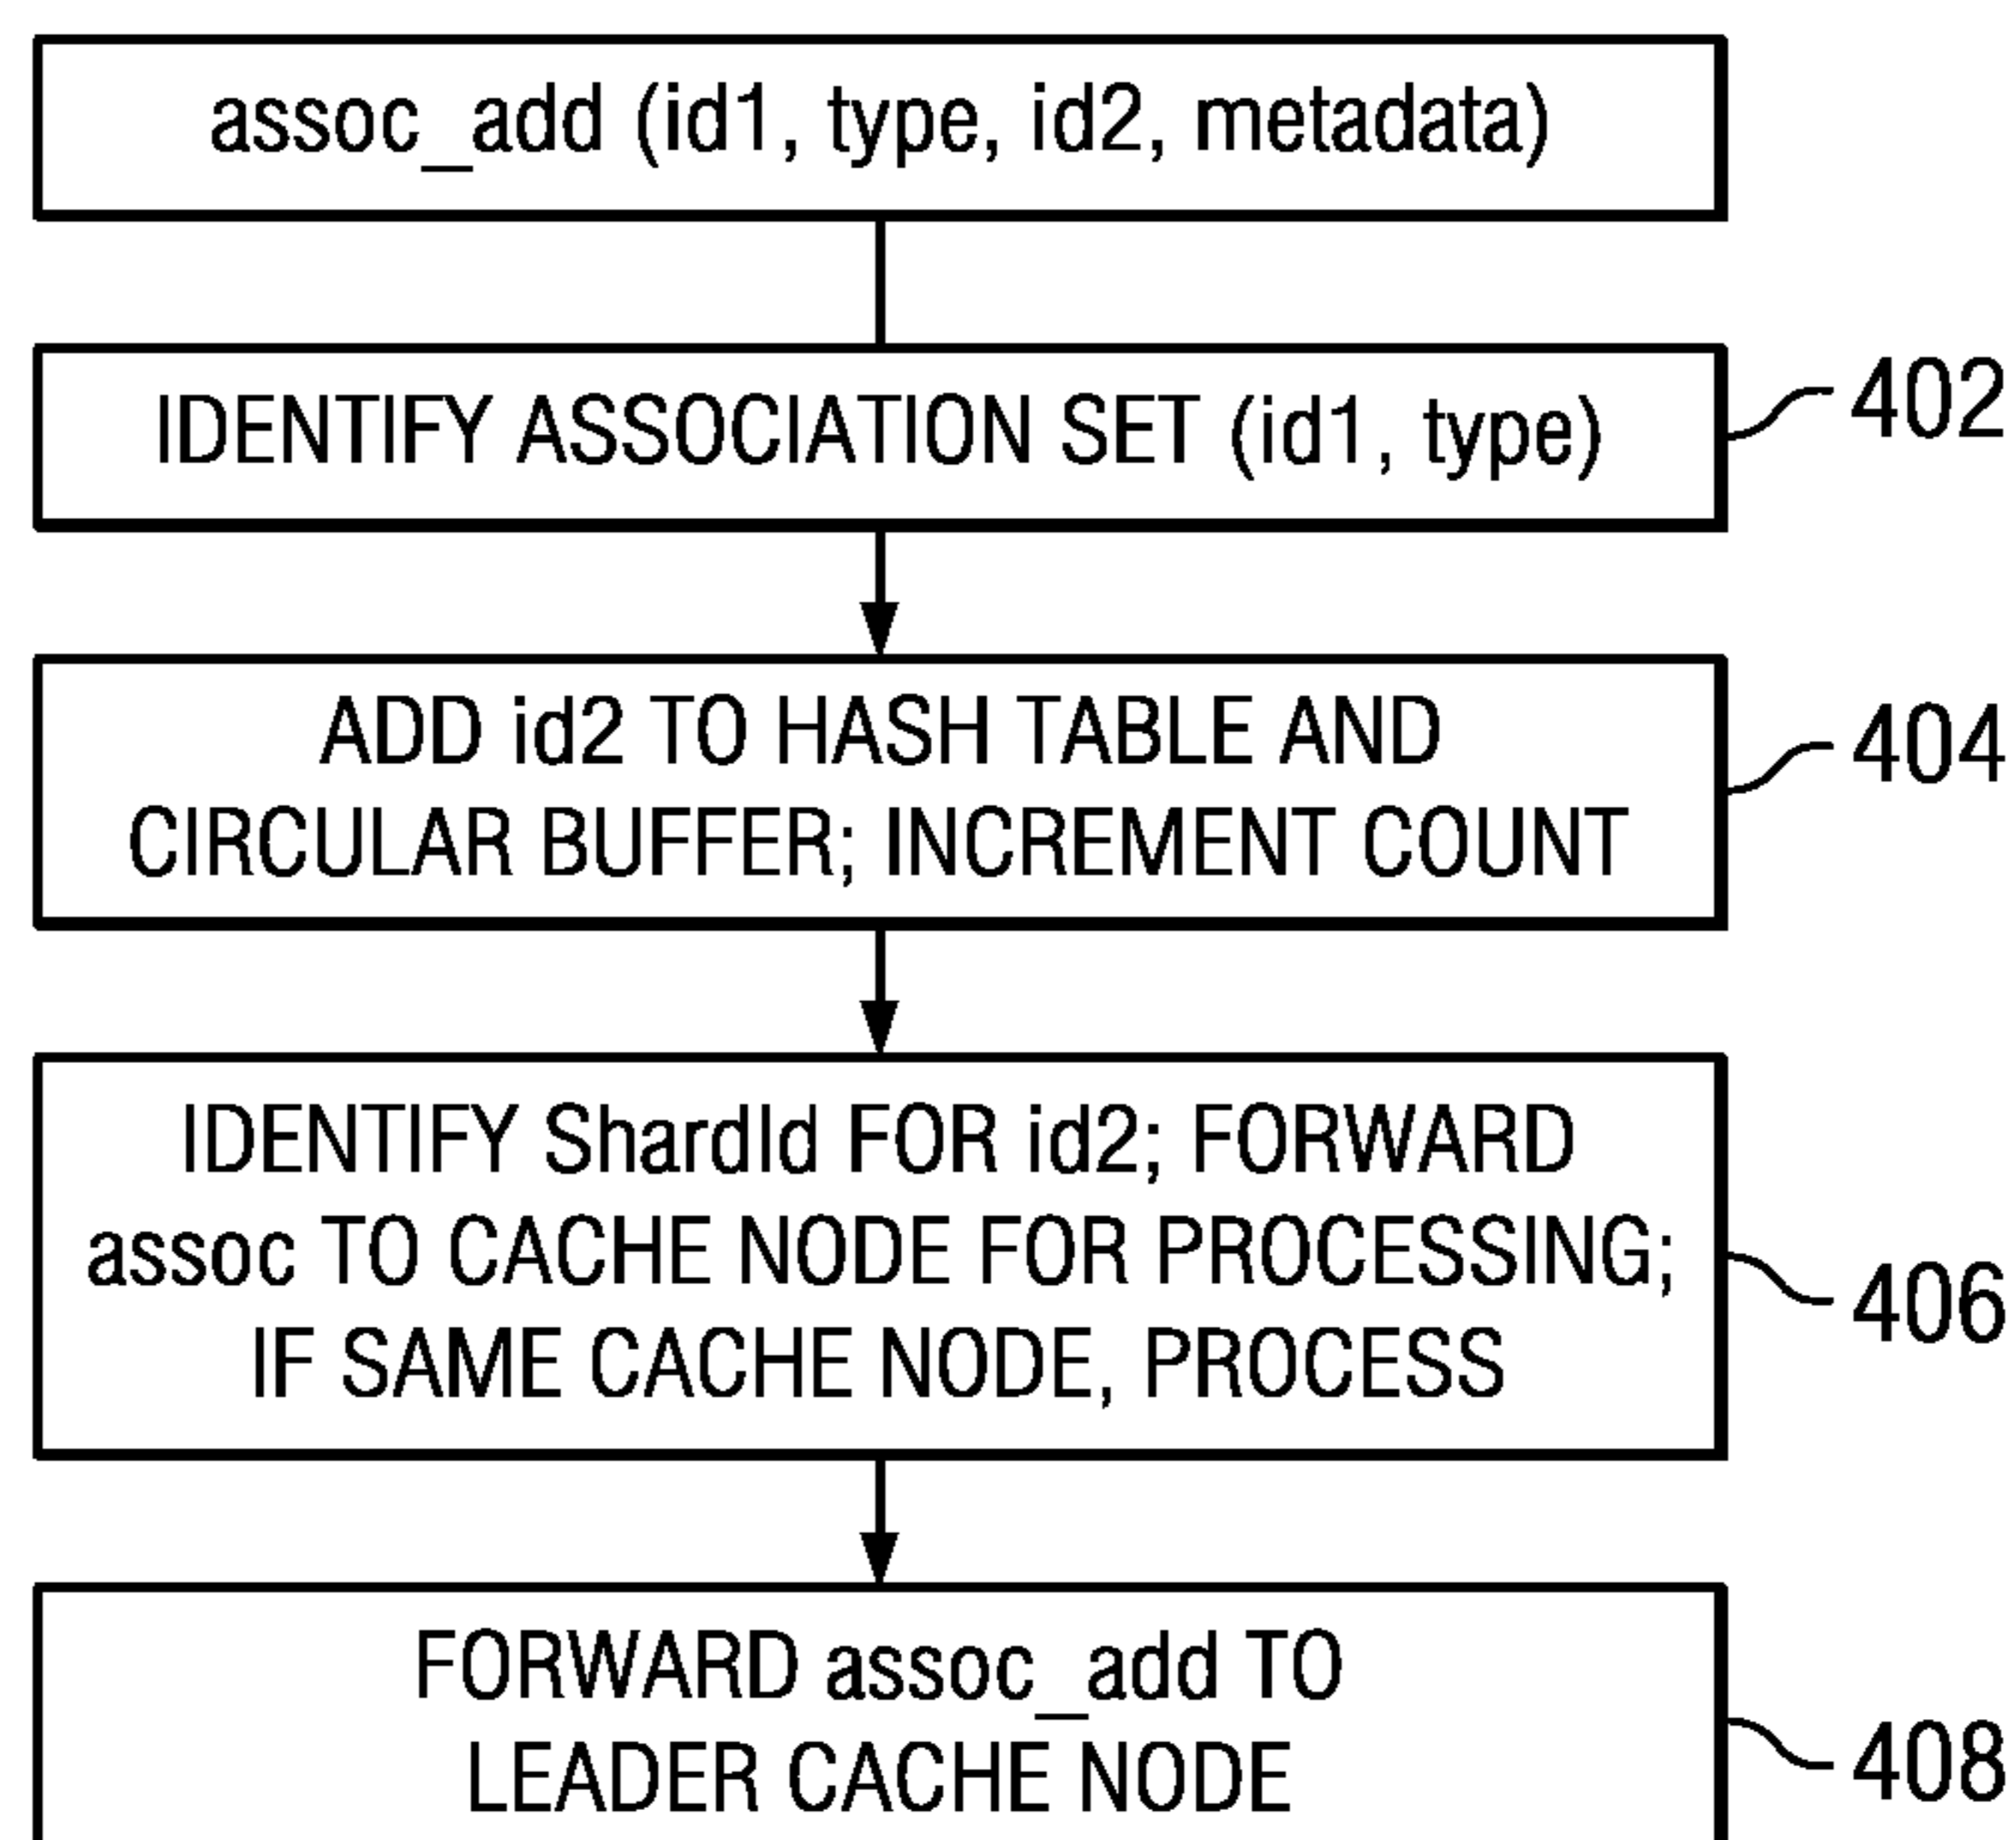 assoc_add (id1, type, id2, metadata)
IDENTIFY ASSOCIATION SET (id1, type)
402
ADD id2 TO HASH TABLE AND
CIRCULAR BUFFER; INCREMENT COUNT
404
IDENTIFY ShardId FOR id2; FORWARD
assoc TO CACHE NODE FOR PROCESSING;
IF SAME CACHE NODE, PROCESS
406
FORWARD assoc_add TO
LEADER CACHE NODE
408